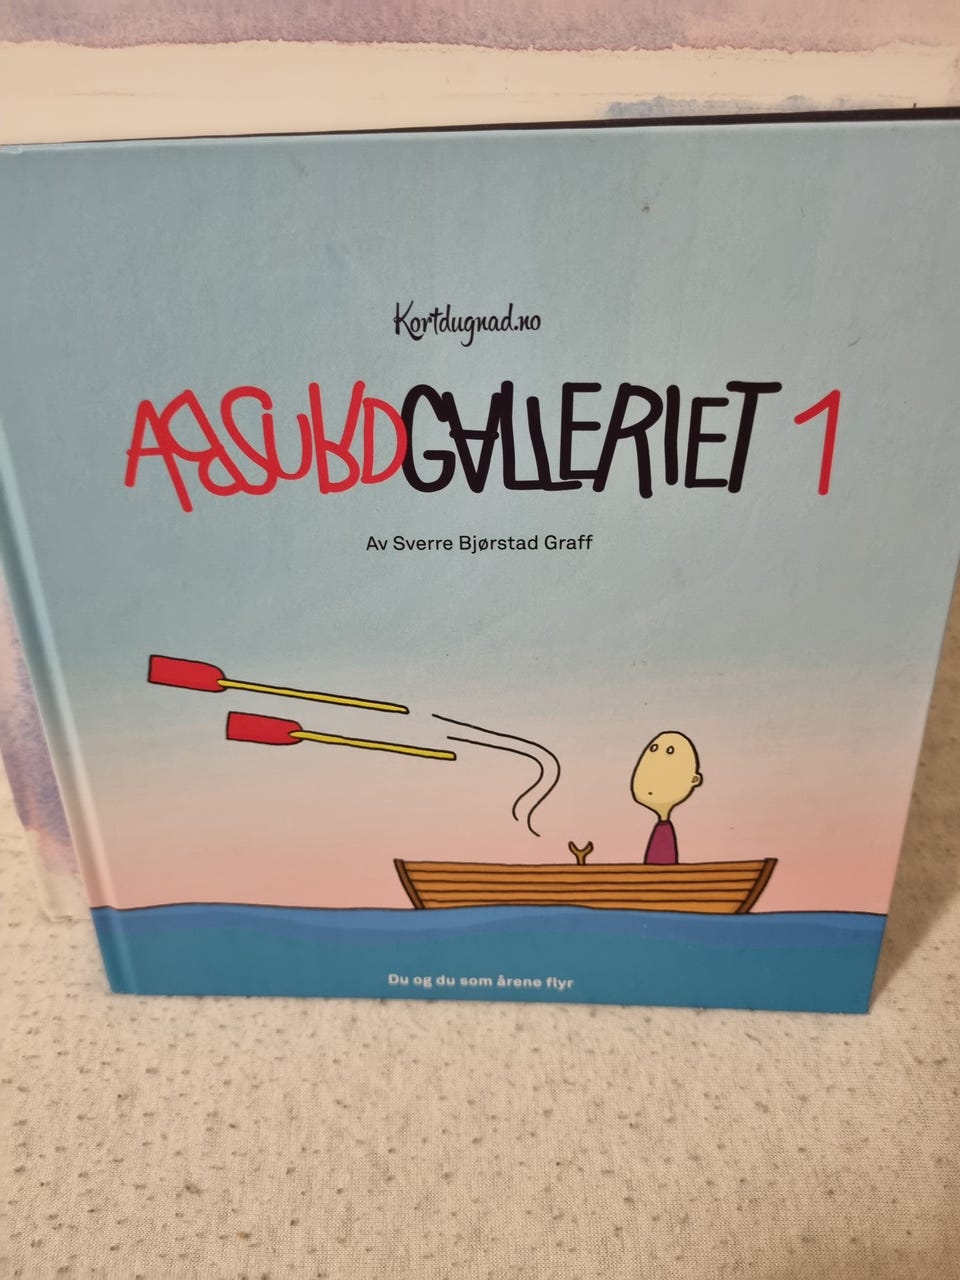 Kortdugnad.no
ABSURDGALLERIET 1
Av Sverre Bjørstad Graff
Du og du som årene flyr